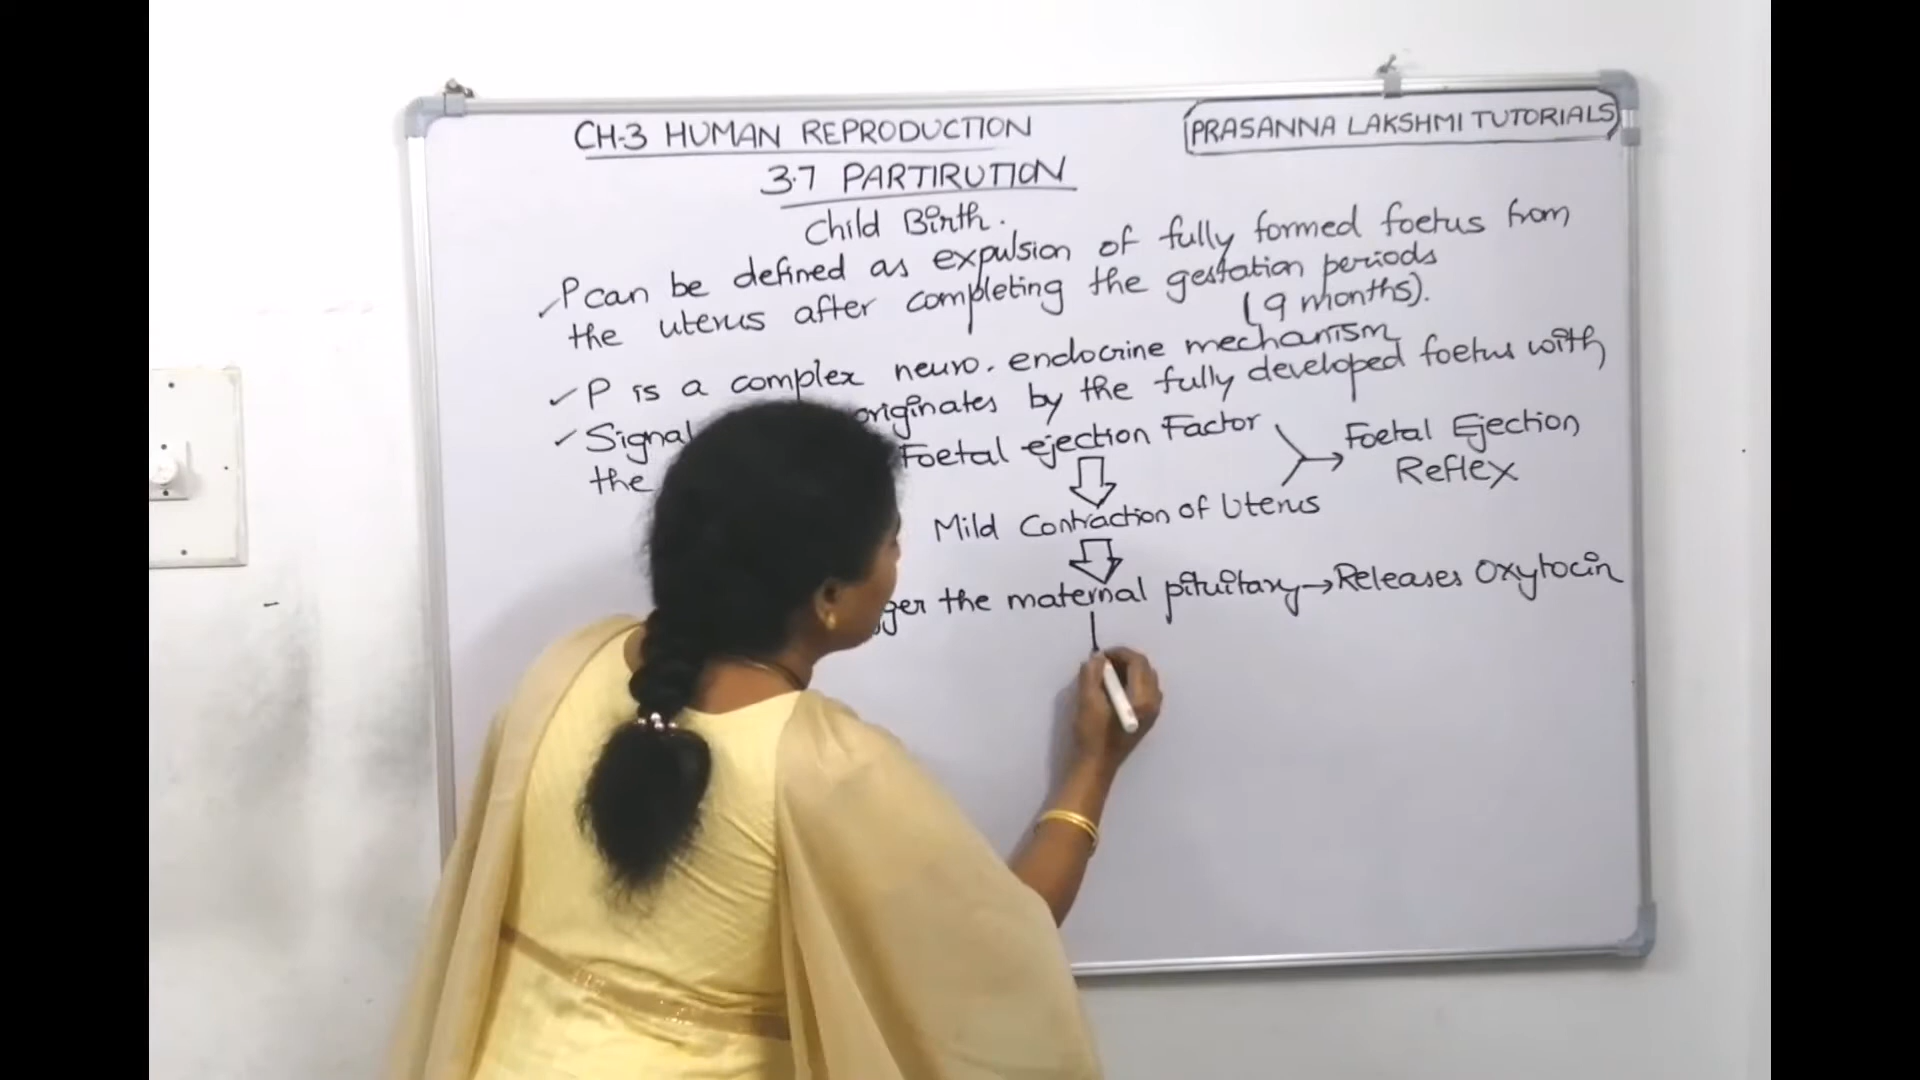 CH-3 HUMAN REPRODUCTION
PRASANNA LAKSHMI TUTORIALS
3.7 PARTIRUTION
Child Birth.
✓ P can be defined as expulsion of fully formed foetus from
the uterus after completing the gestation periods
(9 months).
✓ P is a complex neuro. endocrine mechanism
✓ Signal originates by the fully developed foetus with
the Foetal ejection Factor
Foetal Ejection
Reflex
Mild Contraction of Uterus
the maternal pituitary → Releases Oxytocin